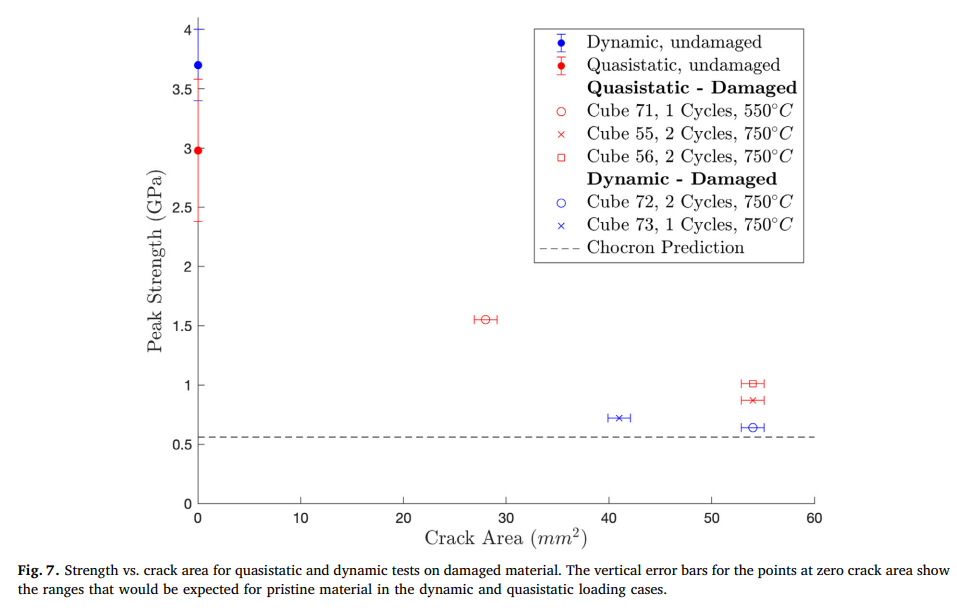 4
3.5
3
2.5
2
1.5
1
0.5
0
Peak Strength (GPa)
0 10 20 30 40 50 60
Crack Area (mm²)
Dynamic, undamaged
Quasistatic, undamaged
Quasistatic - Damaged
Cube 71, 1 Cycles, 550°C
Cube 55, 2 Cycles, 750°C
Cube 56, 2 Cycles, 750°C
Dynamic - Damaged
Cube 72, 2 Cycles, 750°C
Cube 73, 1 Cycles, 750°C
Chocron Prediction
Fig. 7. Strength vs. crack area for quasistatic and dynamic tests on damaged material. The vertical error bars for the points at zero crack area show
the ranges that would be expected for pristine material in the dynamic and quasistatic loading cases.